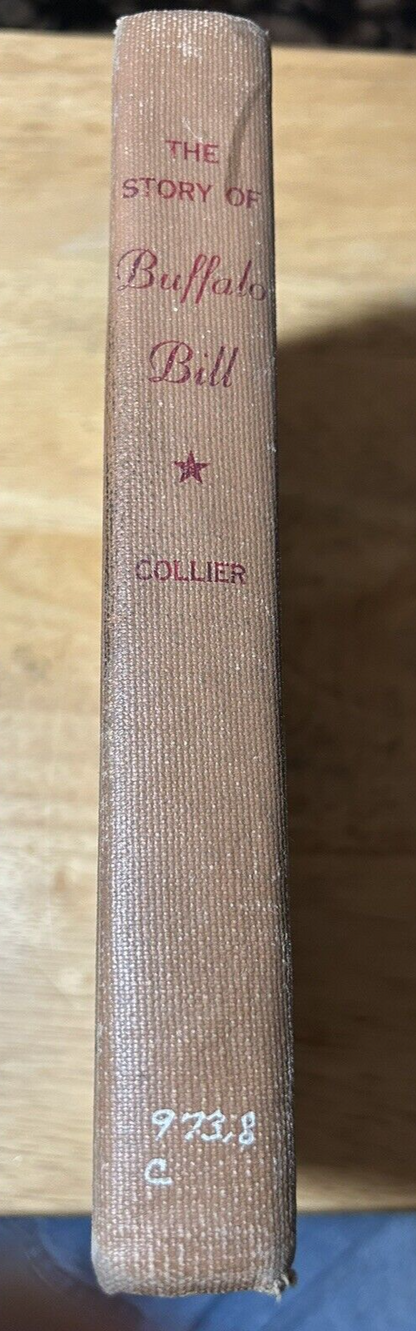 THE
STORY OF
Buffalo
Bill
COLLIER
973.8
C